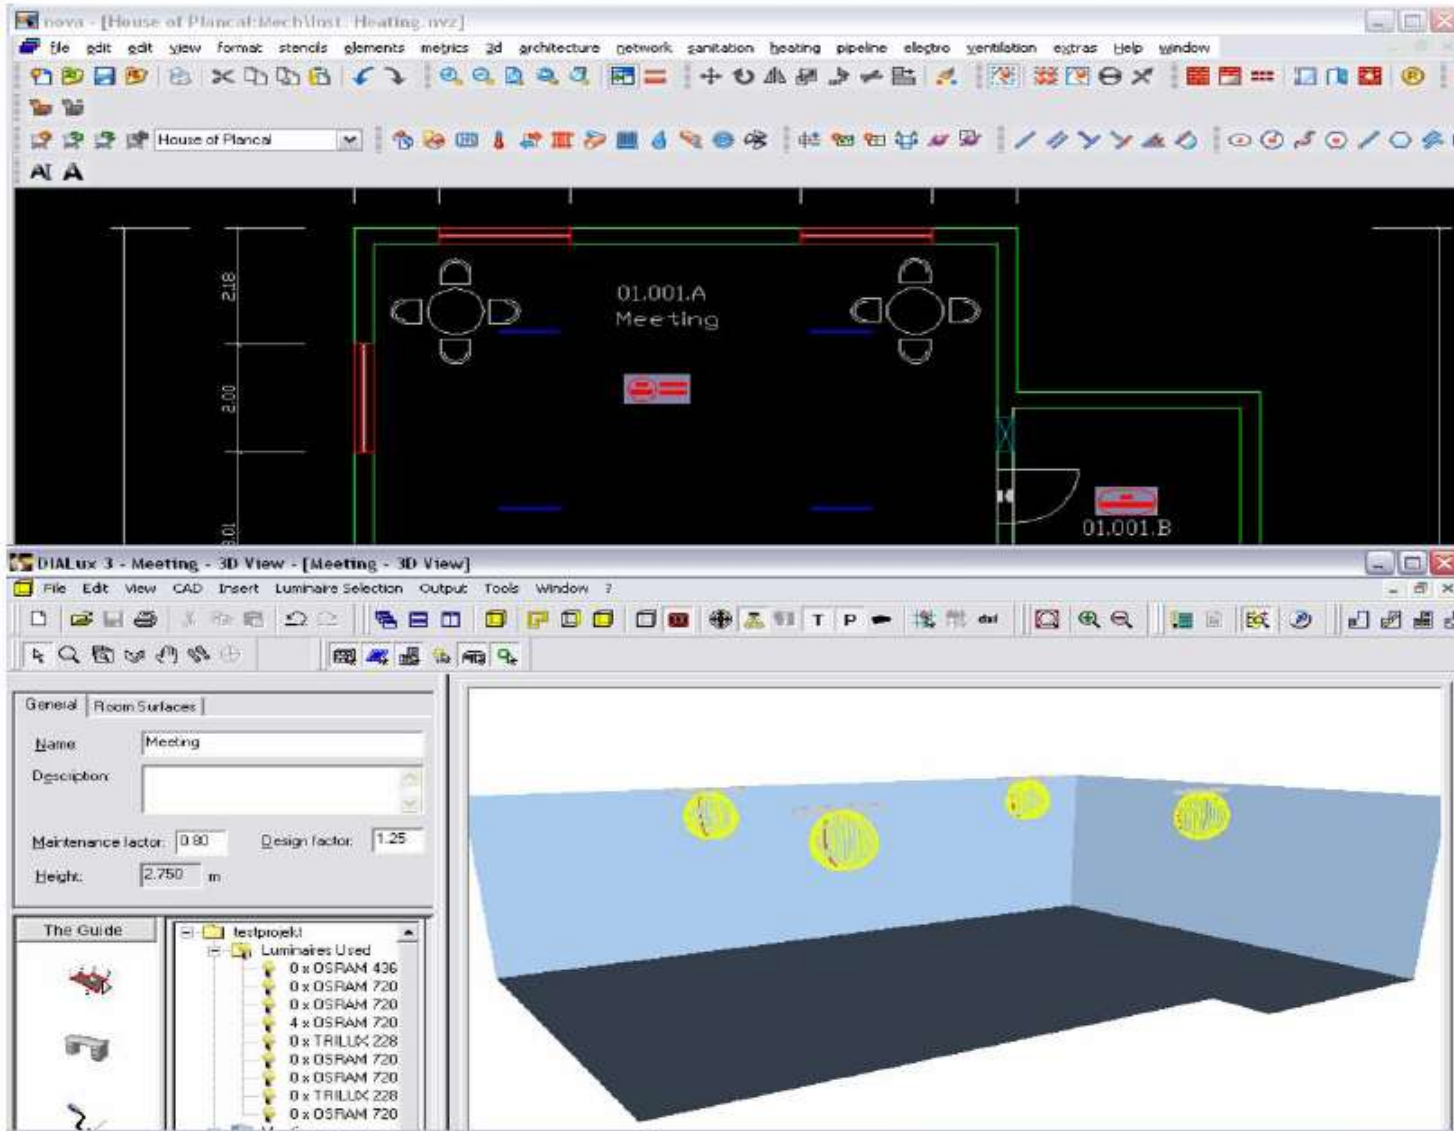 nova - [House of Plancal:Mech\Inst. Heating.nvz]
file edit edit view format stencils elements metrics 3d architecture network sanitation heating pipeline electro ventilation extras Help window
House of Plancal
AI A
2.18
01.001.A
Meeting
2.00
01.001.B
3.01
DIALux 3 - Meeting - 3D View - [Meeting - 3D View]
File Edit View CAD Insert Luminaire Selection Output Tools Window ?
T P dxf
General Room Surfaces
Name: Meeting
Description:
Maintenance factor: 0.80 Design factor: 1.25
Height: 2.750 m
The Guide
testprojekt
Luminaires Used
0 x OSRAM 436
0 x OSRAM 720
0 x OSRAM 720
4 x OSRAM 720
0 x TRILUX 228
0 x OSRAM 720
0 x OSRAM 720
0 x TRILUX 228
0 x OSRAM 720